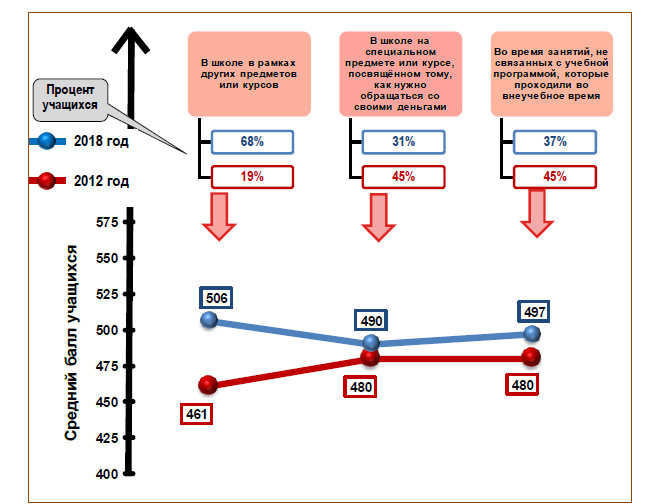 В школе в рамках
других предметов
или курсов
В школе на
специальном
предмете или курсе,
посвящённом тому,
как нужно
обращаться со
своими деньгами
Во время занятий, не
связанных с учебной
программой, которые
проходили во
внеучебное время
Процент
учащихся
2018 год
68%
31%
37%
2012 год
19%
45%
45%
Средний балл учащихся
575
550
525
500
475
450
425
400
506
490
497
461
480
480